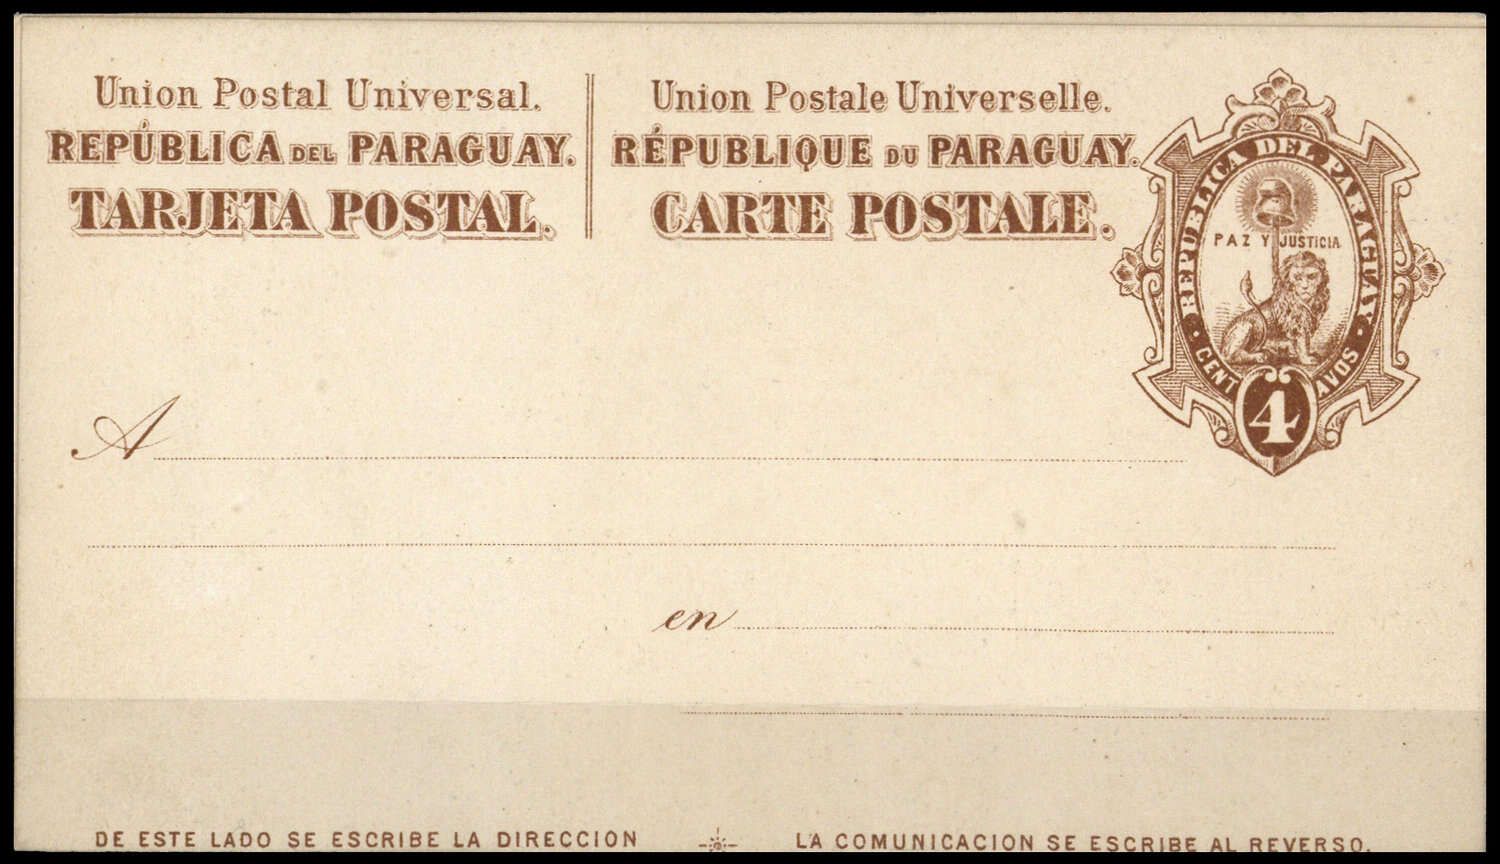 Union Postal Universal.
REPÚBLICA DEL PARAGUAY.
TARJETA POSTAL.
Union Postale Universelle.
RÉPUBLIQUE DU PARAGUAY.
CARTE POSTALE.
REPUBLICA DEL PARAGUAY
PAZ Y JUSTICIA
CENTAVOS
4
A
en
DE ESTE LADO SE ESCRIBE LA DIRECCION
LA COMUNICACION SE ESCRIBE AL REVERSO.